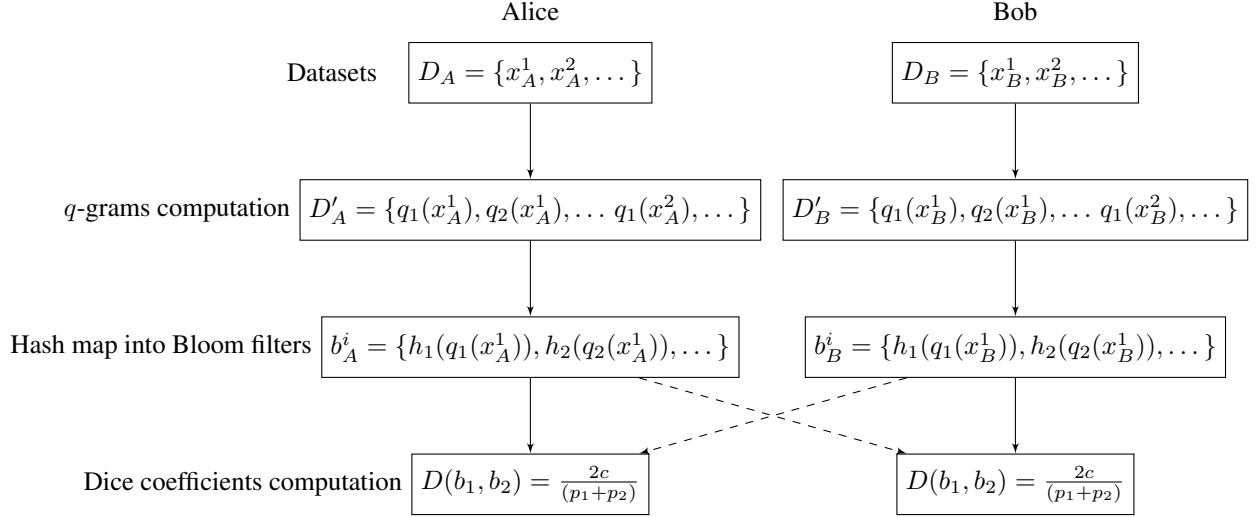 Alice Bob
Datasets D_A = {x_A^1, x_A^2, … } D_B = {x_B^1, x_B^2, … }
q-grams computation D'_A = {q_1(x_A^1), q_2(x_A^1), … q_1(x_A^2), … } D'_B = {q_1(x_B^1), q_2(x_B^1), … q_1(x_B^2), … }
Hash map into Bloom filters b_A^i = {h_1(q_1(x_A^1)), h_2(q_2(x_A^1)), … } b_B^i = {h_1(q_1(x_B^1)), h_2(q_2(x_B^1)), … }
Dice coefficients computation D(b_1, b_2) = \frac{2c}{(p_1+p_2)} D(b_1, b_2) = \frac{2c}{(p_1+p_2)}